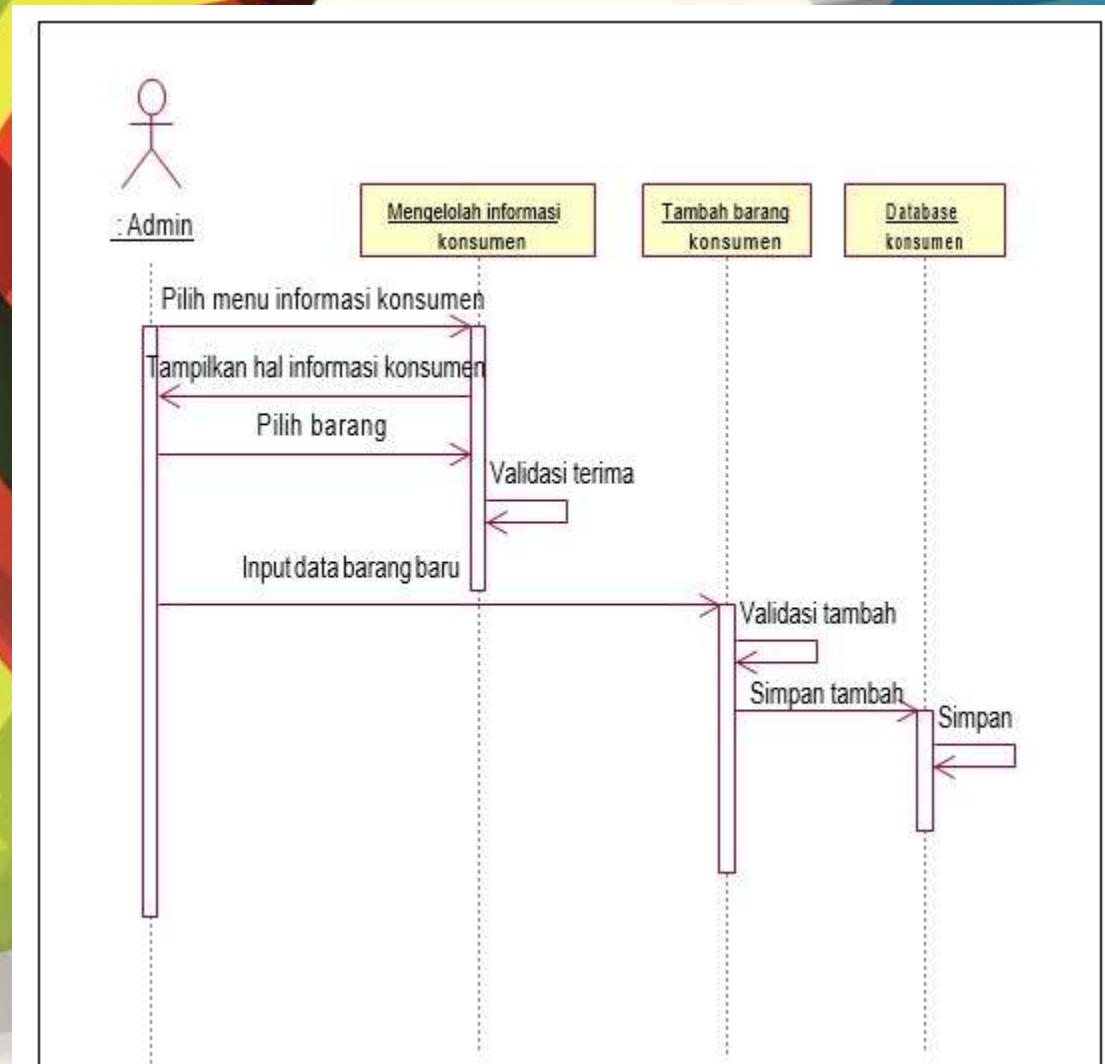 : Admin
Mengelolah informasi
konsumen
Tambah barang
konsumen
Database
konsumen
Pilih menu informasi konsumen
Tampilkan hal informasi konsumen
Pilih barang
Validasi terima
Input data barang baru
Validasi tambah
Simpan tambah
Simpan